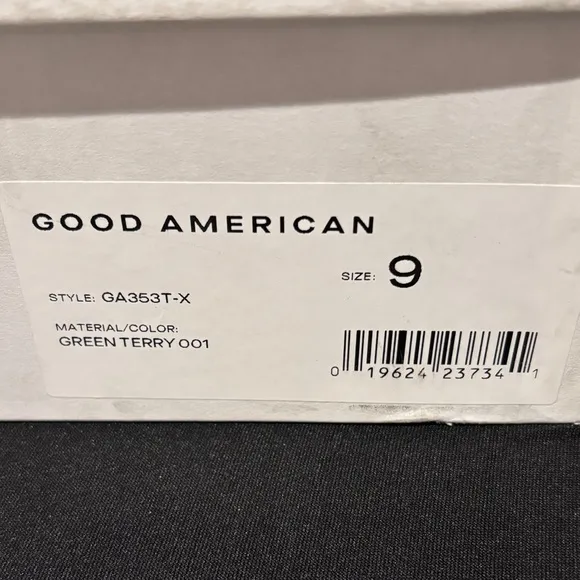 GOOD AMERICAN
SIZE: 9
STYLE: GA353T-X
MATERIAL/COLOR:
GREEN TERRY 001
0 19624 23734 1